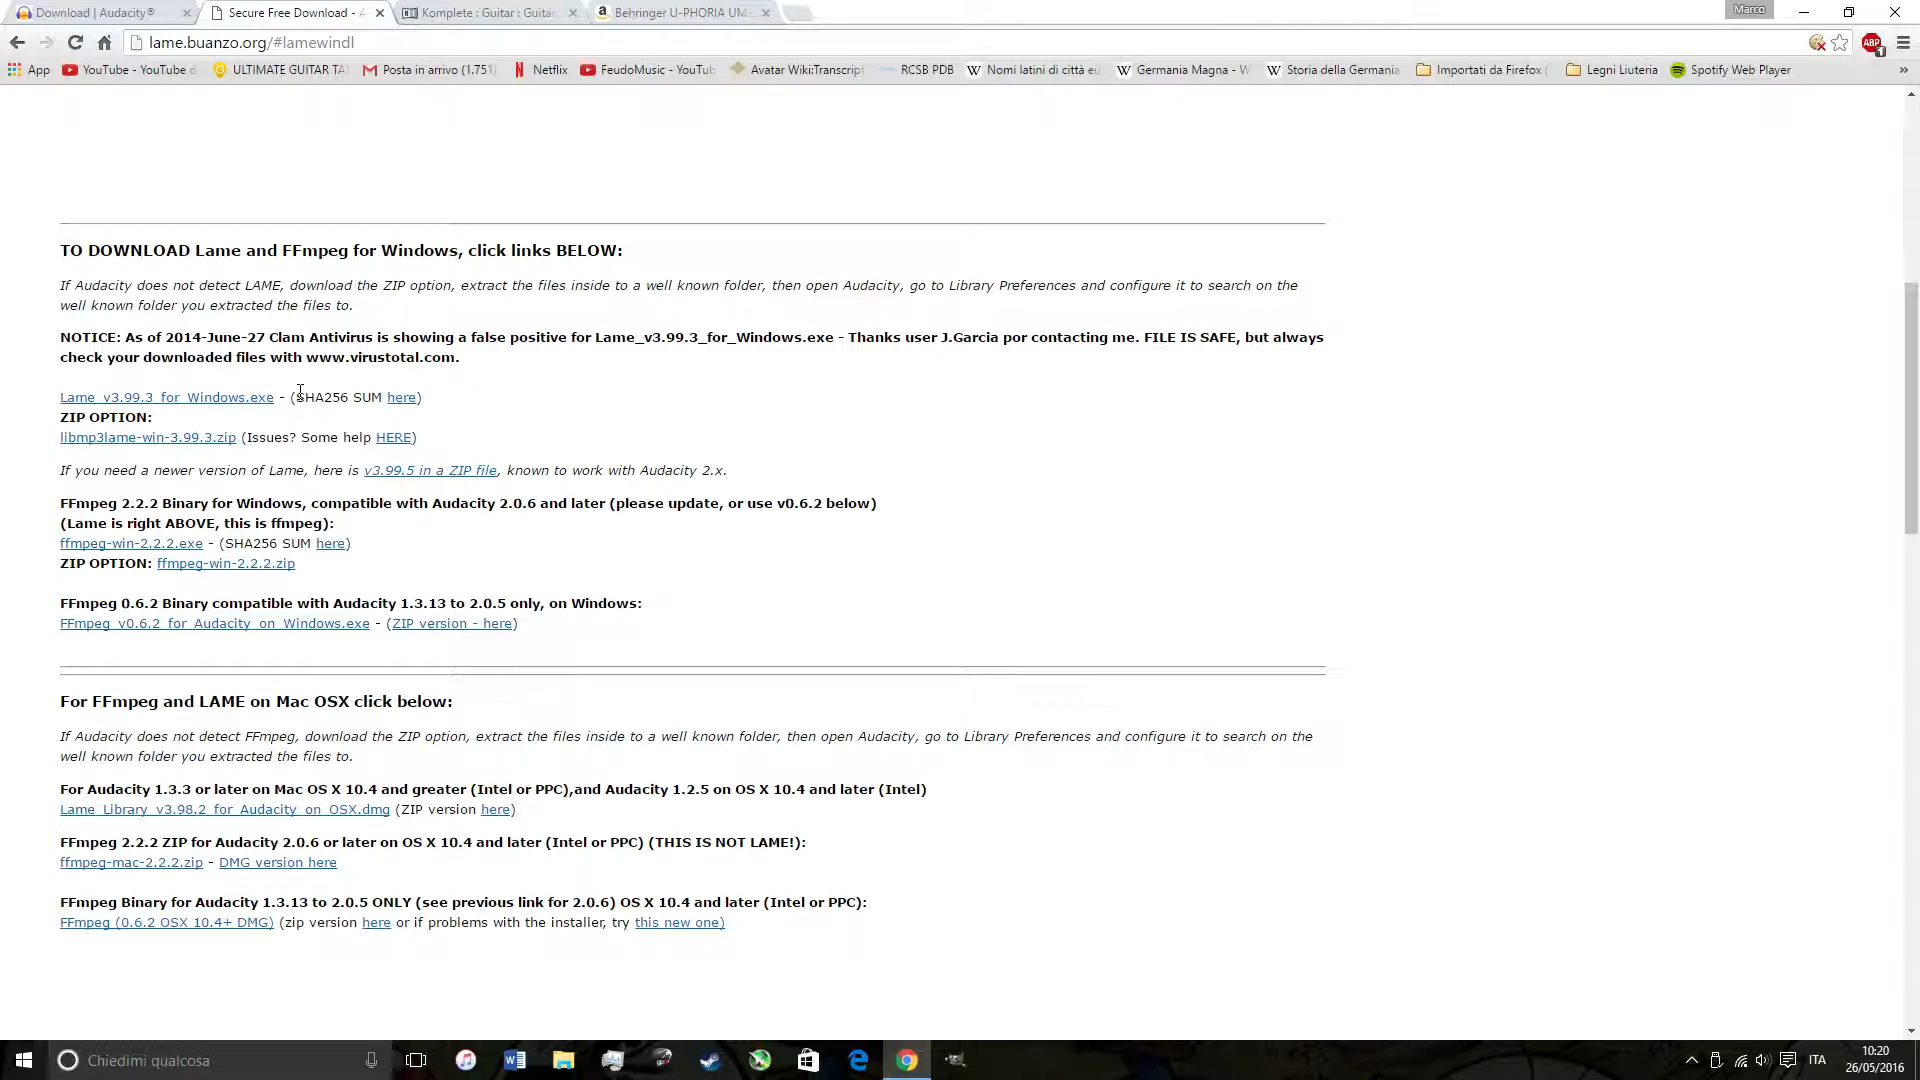 Download | Audacity®
Secure Free Download -
Komplete : Guitar : Guitar
Behringer U-PHORIA UM
Marco
lame.buanzo.org/#lamewindl
App
YouTube - YouTube
ULTIMATE GUITAR TA
Posta in arrivo (1.751)
Netflix
FeudoMusic - YouTub
Avatar Wiki:Transcript
RCSB PDB
Nomi latini di città eu
Germania Magna - W
Storia della Germania
Importati da Firefox
Legni Liuteria
Spotify Web Player
TO DOWNLOAD Lame and FFmpeg for Windows, click links BELOW:
If Audacity does not detect LAME, download the ZIP option, extract the files inside to a well known folder, then open Audacity, go to Library Preferences and configure it to search on the
well known folder you extracted the files to.
NOTICE: As of 2014-June-27 Clam Antivirus is showing a false positive for Lame_v3.99.3_for_Windows.exe - Thanks user J.Garcia por contacting me. FILE IS SAFE, but always
check your downloaded files with www.virustotal.com.
Lame_v3.99.3_for_Windows.exe - (SHA256 SUM here)
ZIP OPTION:
libmp3lame-win-3.99.3.zip (Issues? Some help HERE)
If you need a newer version of Lame, here is v3.99.5 in a ZIP file, known to work with Audacity 2.x.
FFmpeg 2.2.2 Binary for Windows, compatible with Audacity 2.0.6 and later (please update, or use v0.6.2 below)
(Lame is right ABOVE, this is ffmpeg):
ffmpeg-win-2.2.2.exe - (SHA256 SUM here)
ZIP OPTION: ffmpeg-win-2.2.2.zip
FFmpeg 0.6.2 Binary compatible with Audacity 1.3.13 to 2.0.5 only, on Windows:
FFmpeg_v0.6.2_for_Audacity_on_Windows.exe - (ZIP version - here)
For FFmpeg and LAME on Mac OSX click below:
If Audacity does not detect FFmpeg, download the ZIP option, extract the files inside to a well known folder, then open Audacity, go to Library Preferences and configure it to search on the
well known folder you extracted the files to.
For Audacity 1.3.3 or later on Mac OS X 10.4 and greater (Intel or PPC),and Audacity 1.2.5 on OS X 10.4 and later (Intel)
Lame_Library_v3.98.2_for_Audacity_on_OSX.dmg (ZIP version here)
FFmpeg 2.2.2 ZIP for Audacity 2.0.6 or later on OS X 10.4 and later (Intel or PPC) (THIS IS NOT LAME!):
ffmpeg-mac-2.2.2.zip - DMG version here
FFmpeg Binary for Audacity 1.3.13 to 2.0.5 ONLY (see previous link for 2.0.6) OS X 10.4 and later (Intel or PPC):
FFmpeg (0.6.2 OSX 10.4+ DMG) (zip version here or if problems with the installer, try this new one)
Chiedimi qualcosa
ITA
10:20
26/05/2016